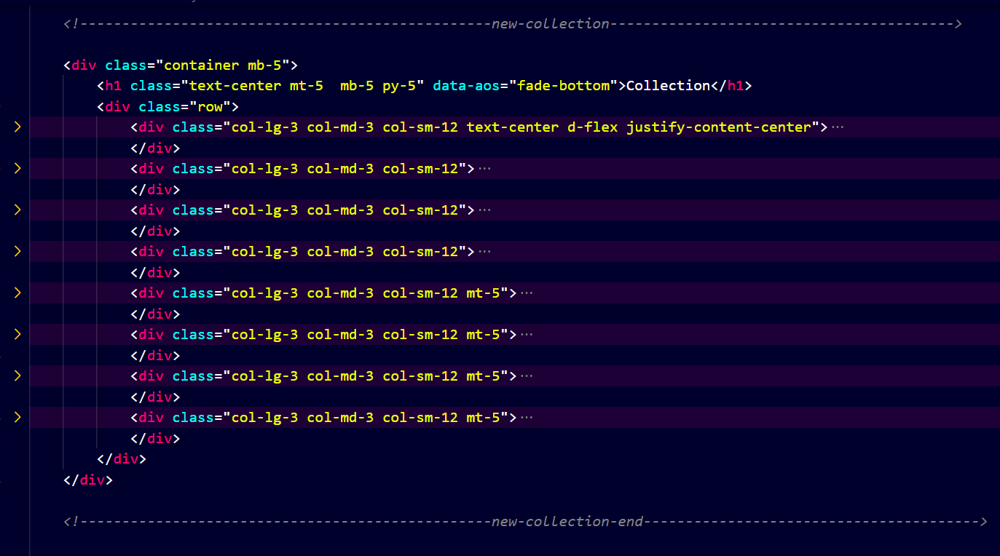 <!-------------------------------------------------new-collection----------------------------------------->
<div class="container mb-5">
<h1 class="text-center mt-5  mb-5 py-5" data-aos="fade-bottom">Collection</h1>
<div class="row">
<div class="col-lg-3 col-md-3 col-sm-12 text-center d-flex justify-content-center">···
</div>
<div class="col-lg-3 col-md-3 col-sm-12">···
</div>
<div class="col-lg-3 col-md-3 col-sm-12">···
</div>
<div class="col-lg-3 col-md-3 col-sm-12">···
</div>
<div class="col-lg-3 col-md-3 col-sm-12 mt-5">···
</div>
<div class="col-lg-3 col-md-3 col-sm-12 mt-5">···
</div>
<div class="col-lg-3 col-md-3 col-sm-12 mt-5">···
</div>
<div class="col-lg-3 col-md-3 col-sm-12 mt-5">···
</div>
</div>
</div>
<!-------------------------------------------------new-collection-end---------------------------------------->